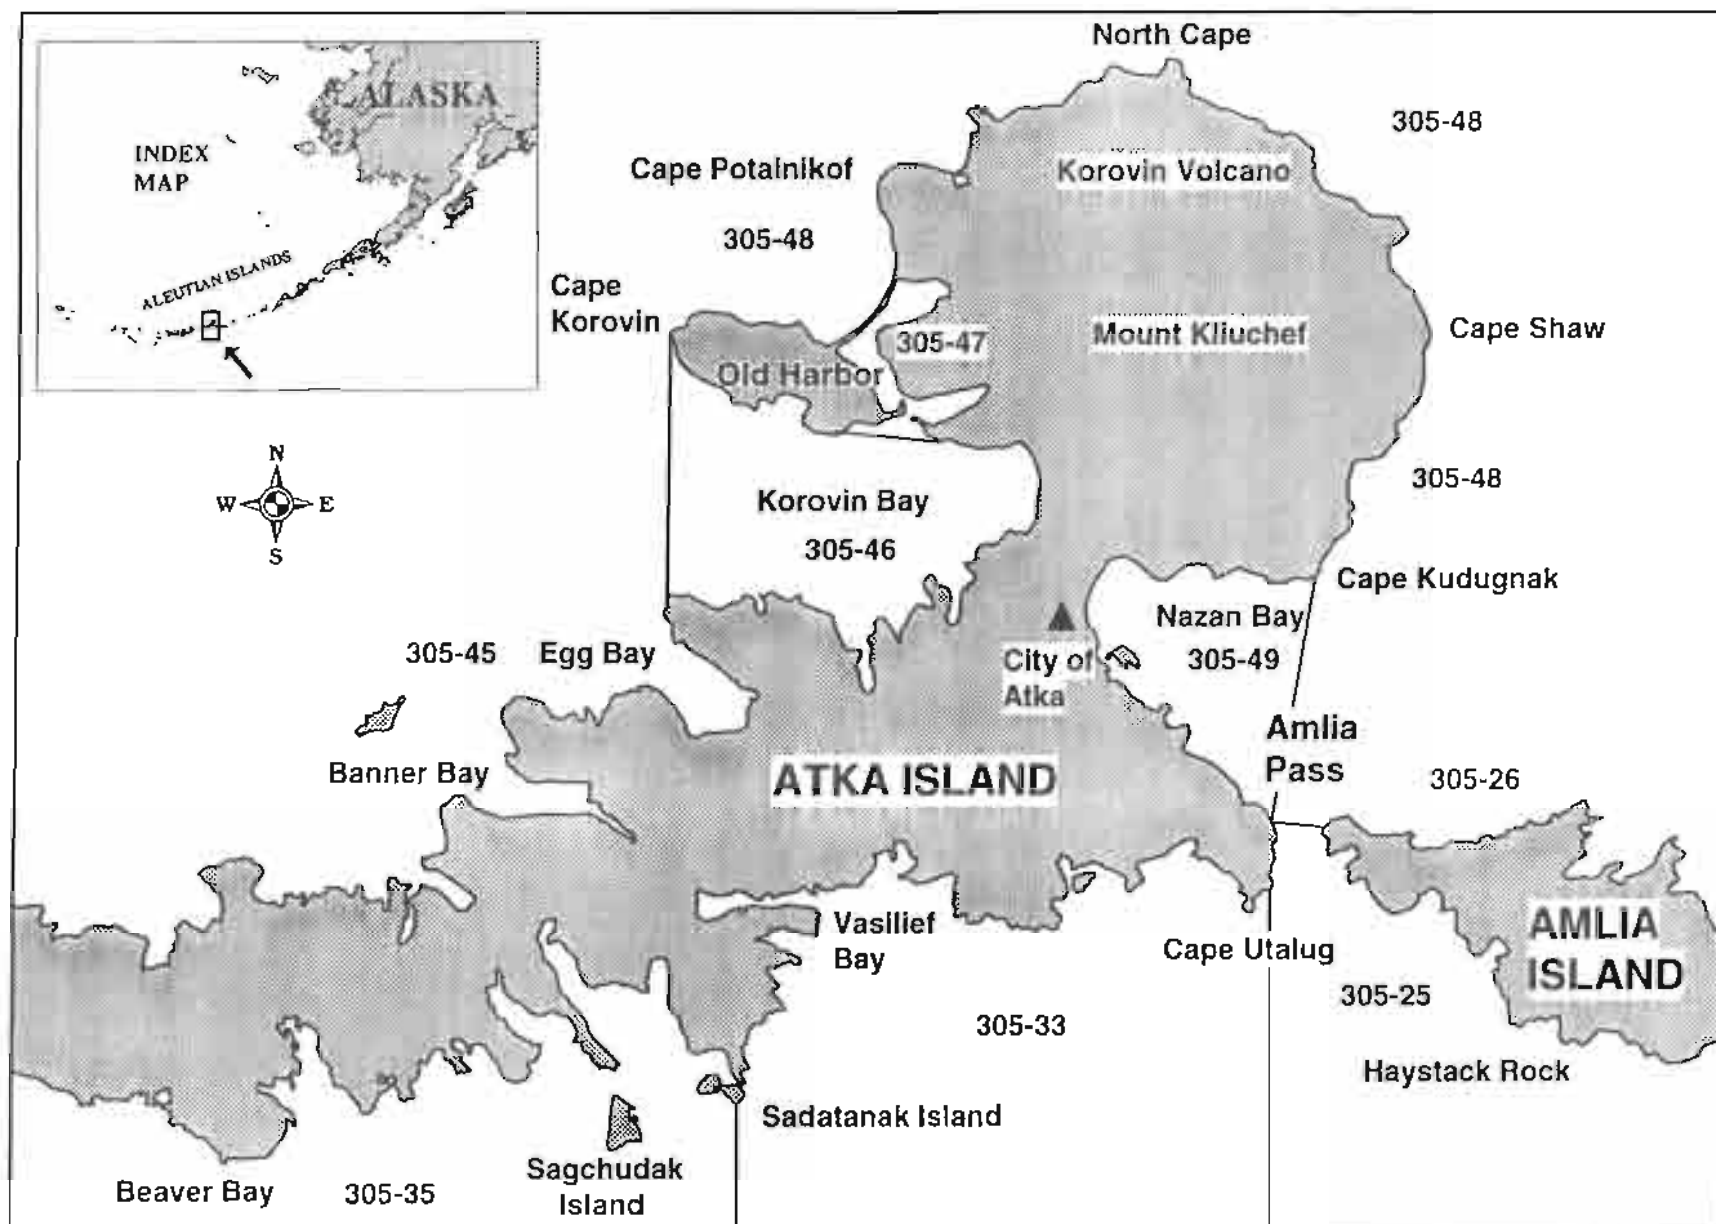 North Cape
ALASKA
305-48
INDEX
MAP
Cape Potalnikof
Korovin Volcano
305-48
ALEUTIAN ISLANDS
Cape
Korovin
305-47
Mount Kliuchef
Cape Shaw
Old Harbor
N
W
E
S
305-48
Korovin Bay
305-46
Cape Kudugnak
Nazan Bay
305-49
305-45
Egg Bay
City of
Atka
Amlia
Pass
Banner Bay
ATKA ISLAND
305-26
Vasilief
Bay
Cape Utalug
AMLIA
ISLAND
305-25
305-33
Haystack Rock
Sadatanak Island
Sagchudak
Island
Beaver Bay
305-35